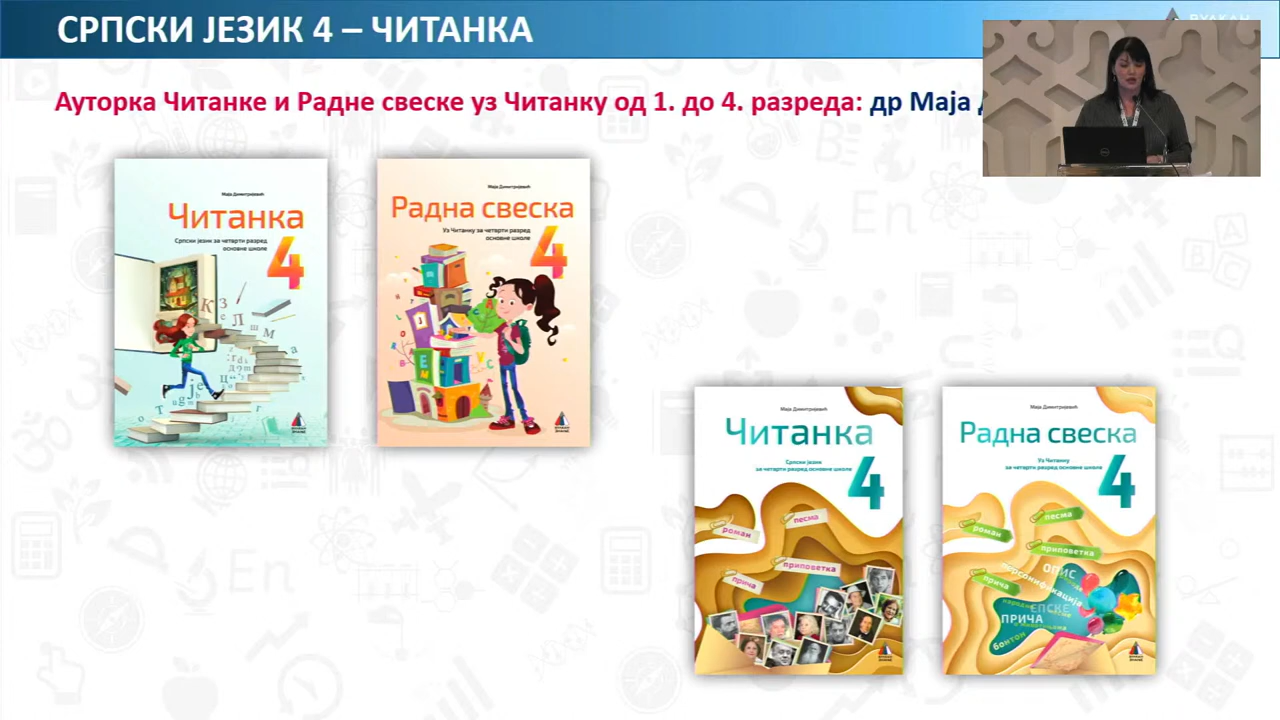 СРПСКИ ЈЕЗИК 4 – ЧИТАНКА
Ауторка Читанке и Радне свеске уз Читанку од 1. до 4. разреда: др Маја
Маја Димитријевић
Читанка
Српски језик за четврти разред
основне школе
4
Маја Димитријевић
Радна свеска
Уз Читанку за четврти разред
основне школе
4
Маја Димитријевић
Читанка
Српски језик
за четврти разред основне школе
4
роман
песма
приповетка
прича
Маја Димитријевић
Радна свеска
Уз Читанку
за четврти разред основне школе
4
роман
песма
приповетка
прича
опис
персонификација
ЕПСКЕ
ПРИЧА
бонтон
DELL